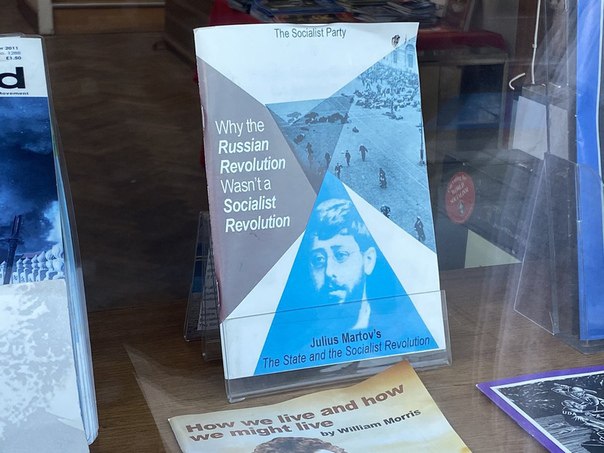 The Socialist Party
Why the
Russian
Revolution
Wasn't a
Socialist
Revolution
Julius Martov's
The State and the Socialist Revolution
2011
£1.50
d
How we live and how
we might live
by William Morris